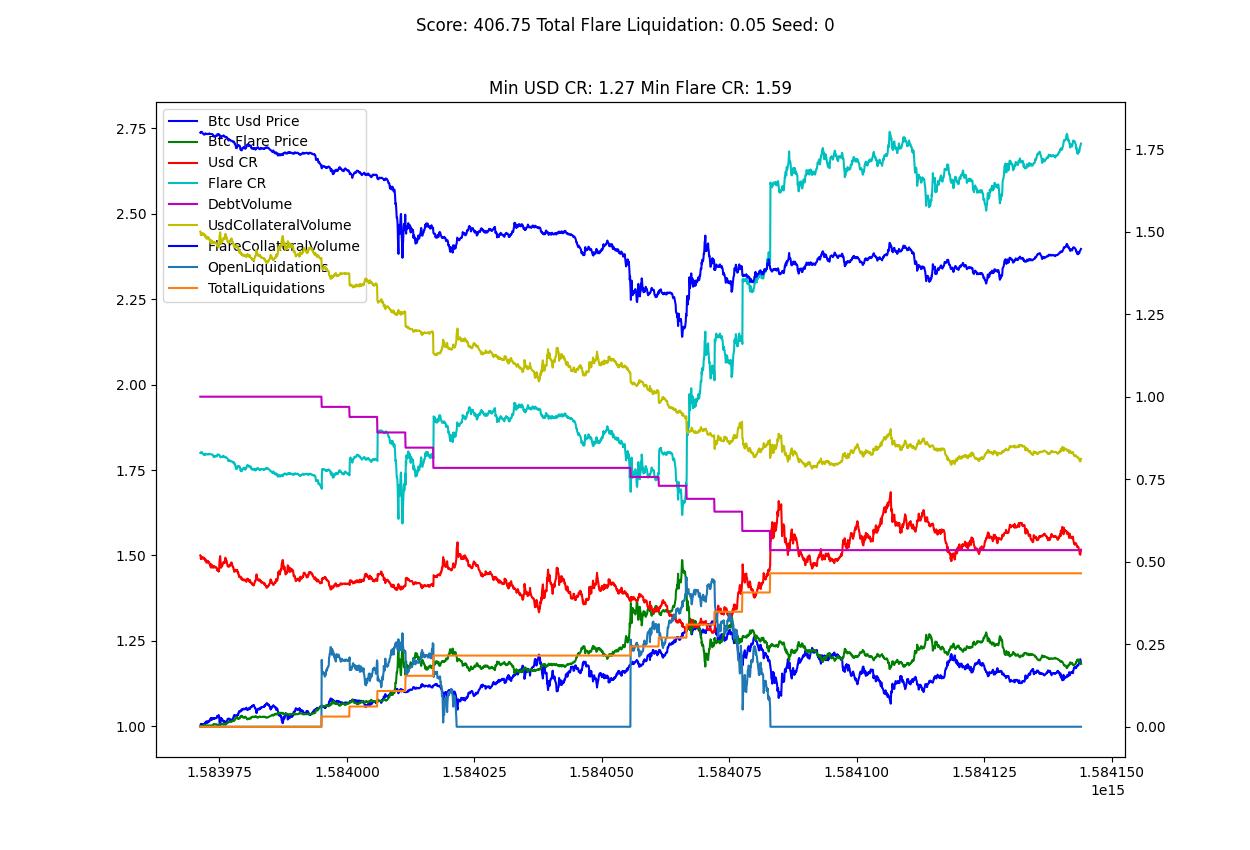 Score: 406.75 Total Flare Liquidation: 0.05 Seed: 0
Min USD CR: 1.27 Min Flare CR: 1.59
Btc Usd Price
Btc Flare Price
Usd CR
Flare CR
DebtVolume
UsdCollateralVolume
FlareCollateralVolume
OpenLiquidations
TotalLiquidations
2.75
2.50
2.25
2.00
1.75
1.50
1.25
1.00
1.75
1.50
1.25
1.00
0.75
0.50
0.25
0.00
1.583975 1.584000 1.584025 1.584050 1.584075 1.584100 1.584125 1.584150
1e15